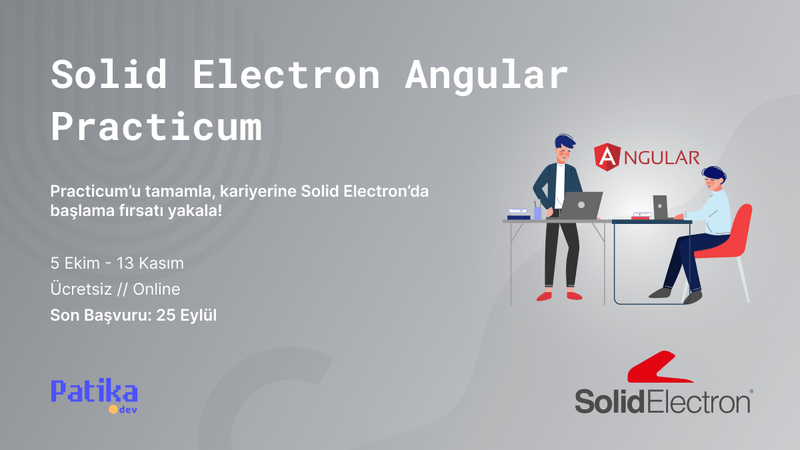 Solid Electron Angular
Practicum
Practicum'u tamamla, kariyerine Solid Electron'da
başlama fırsatı yakala!
5 Ekim - 13 Kasım
Ücretsiz // Online
Son Başvuru: 25 Eylül
ANGULAR
Patika
dev
SolidElectron®